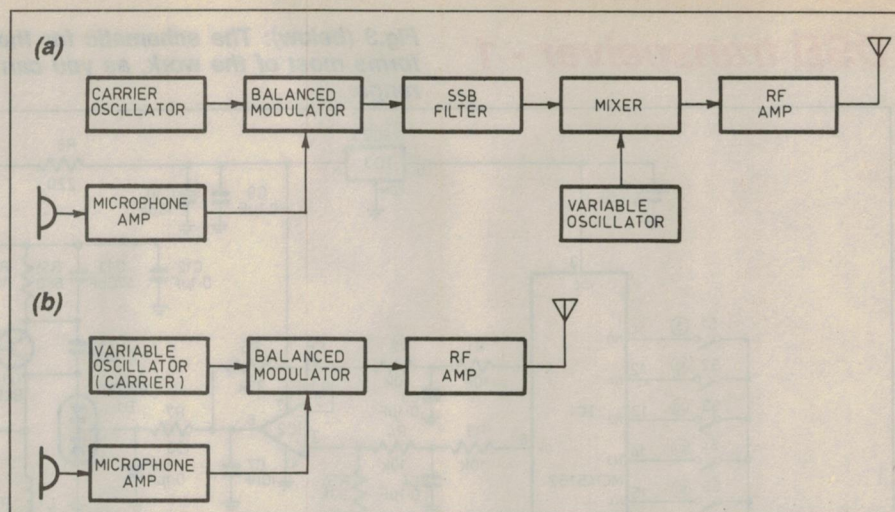 (a)
CARRIER
OSCILLATOR
BALANCED
MODULATOR
SSB
FILTER
MIXER
RF
AMP
MICROPHONE
AMP
VARIABLE
OSCILLATOR
(b)
VARIABLE
OSCILLATOR
(CARRIER)
BALANCED
MODULATOR
RF
AMP
MICROPHONE
AMP